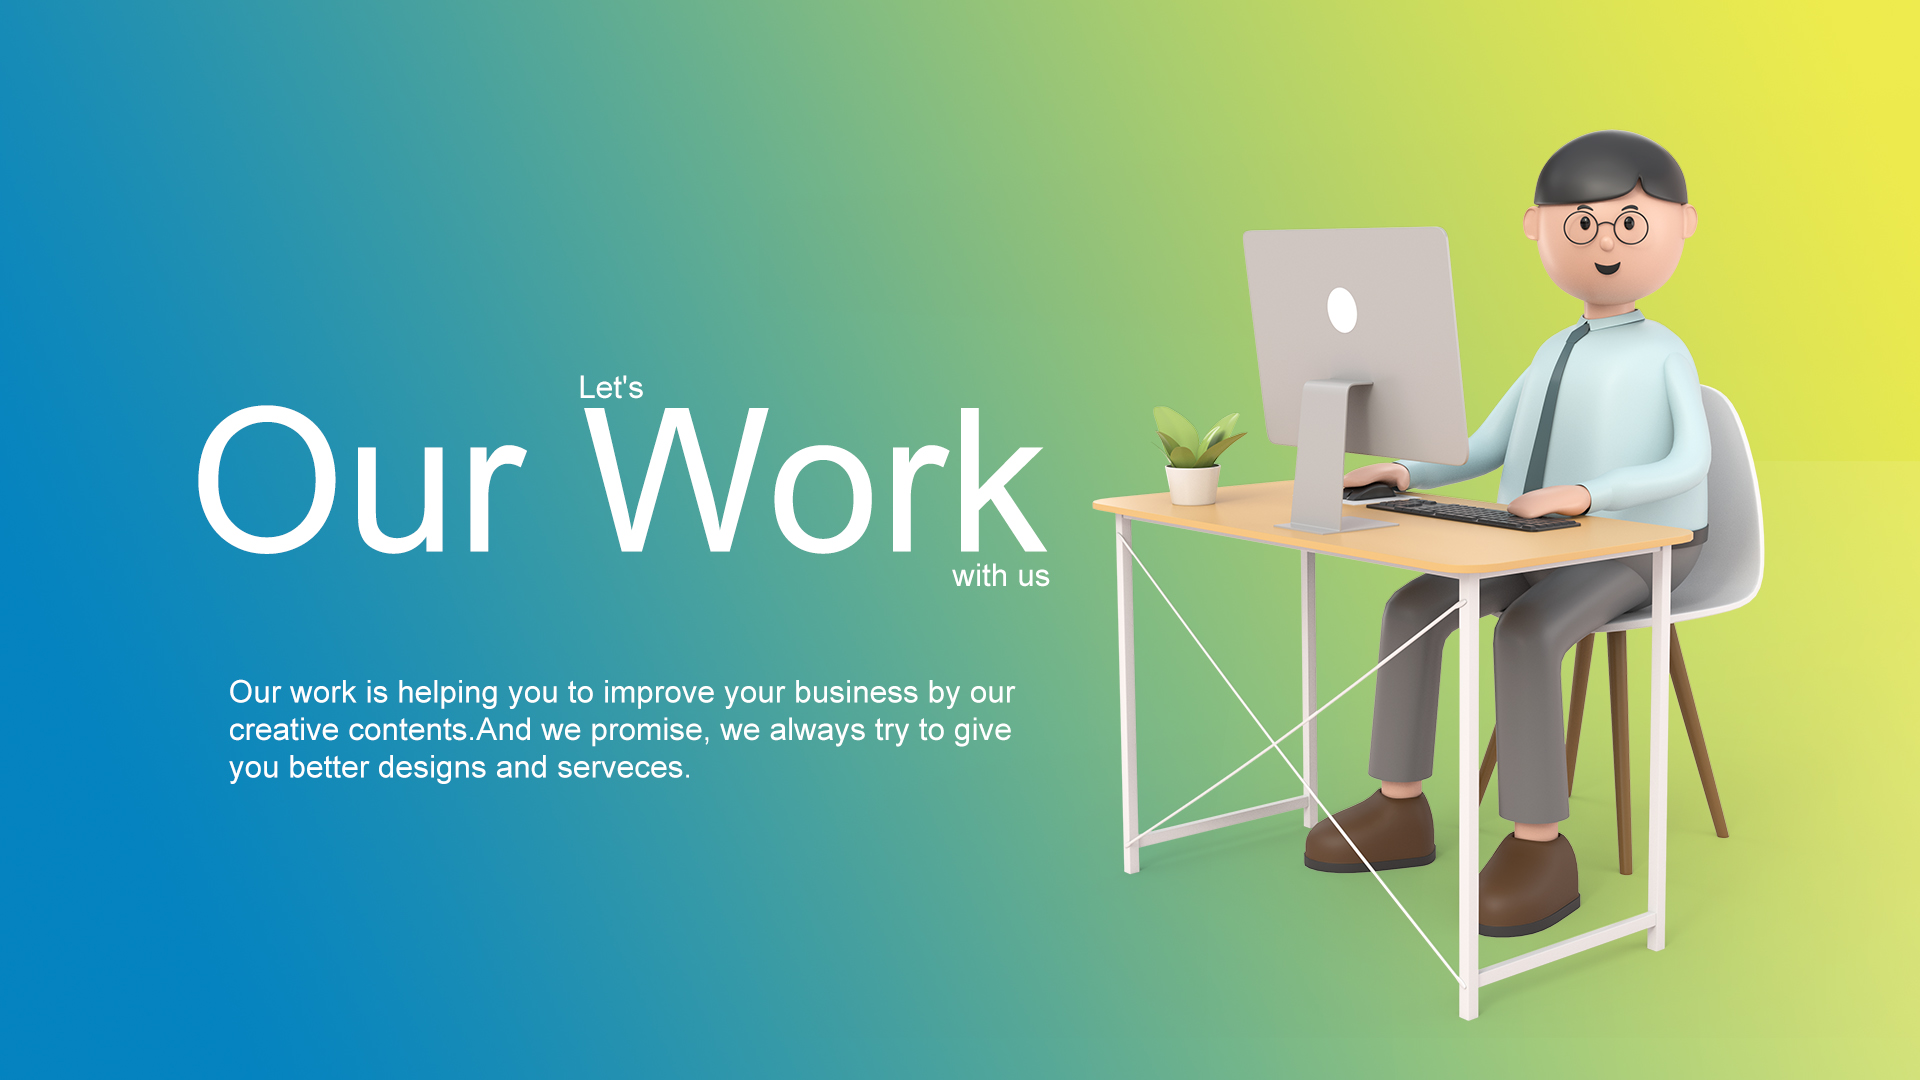 Let's
Our Work
with us
Our work is helping you to improve your business by our
creative contents.And we promise, we always try to give
you better designs and serveces.